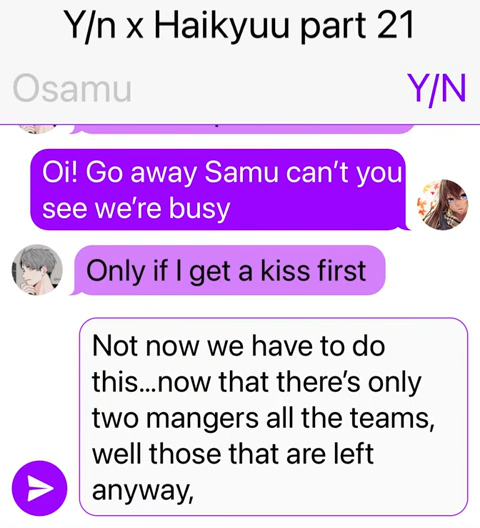 Y/n x Haikyuu part 21
Osamu Y/N
Oi! Go away Samu can't you
see we're busy
Only if I get a kiss first
Not now we have to do
this...now that there's only
two mangers all the teams,
well those that are left
anyway,